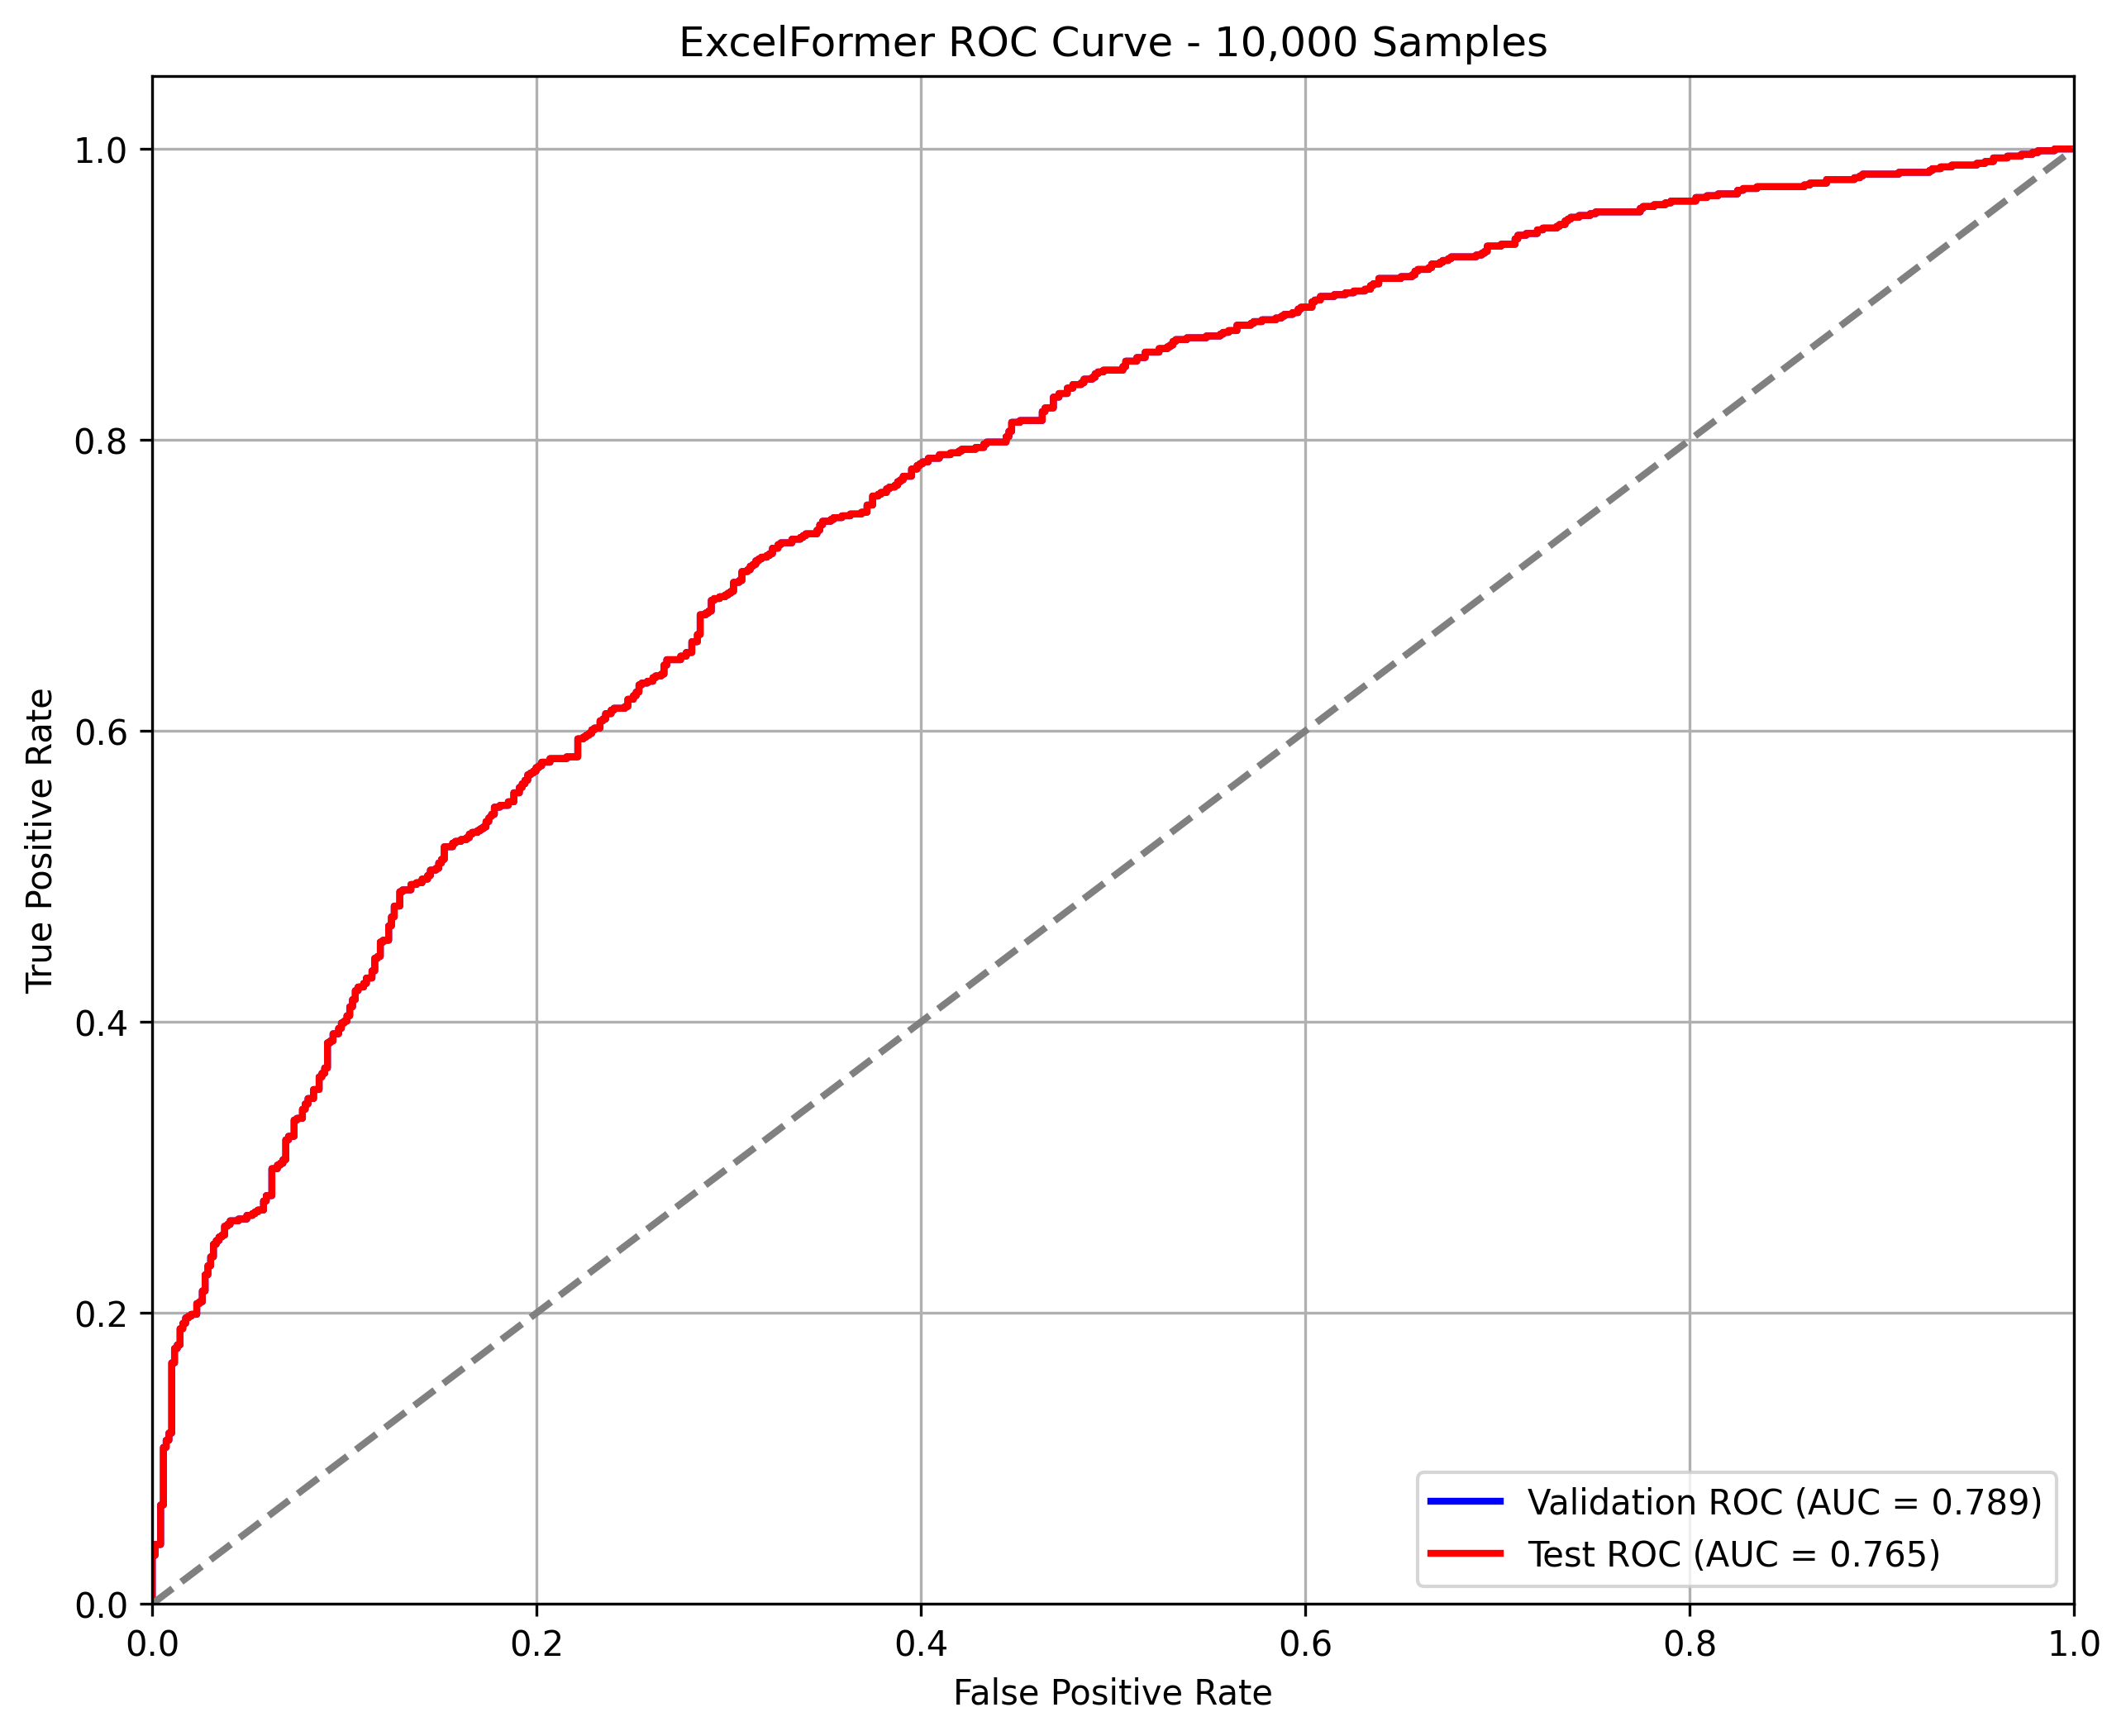 ExcelFormer ROC Curve - 10,000 Samples
True Positive Rate
1.0
0.8
0.6
0.4
0.2
0.0
0.0 0.2 0.4 0.6 0.8 1.0
False Positive Rate
Validation ROC (AUC = 0.789)
Test ROC (AUC = 0.765)